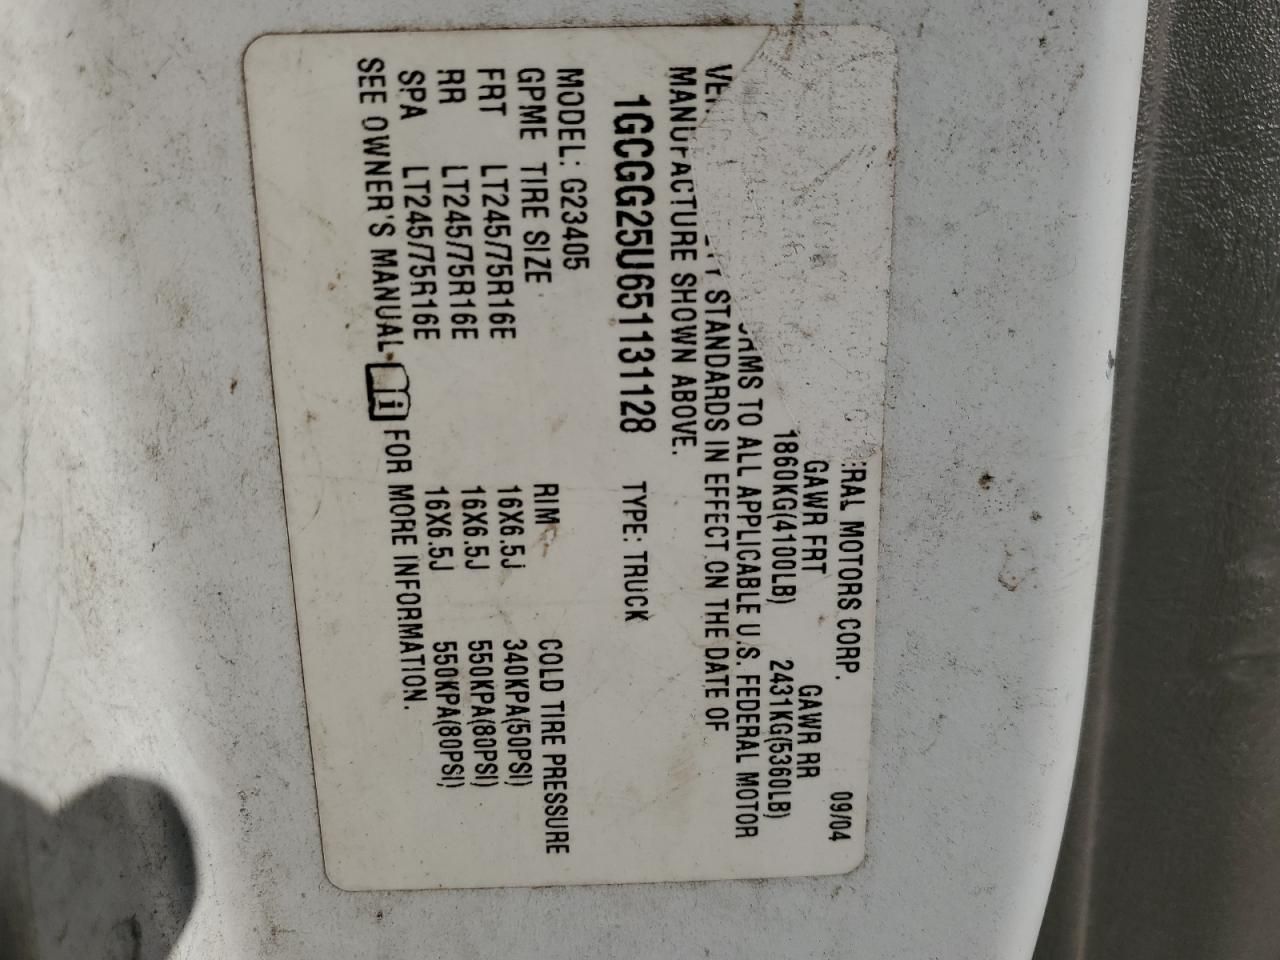 ERAL MOTORS CORP. 09/04
GAWR FRT GAWR RR
1860KG(4100LB) 2431KG(5360LB)
TO ALL APPLICABLE U.S. FEDERAL MOTOR
STANDARDS IN EFFECT ON THE DATE OF
MANUFACTURE SHOWN ABOVE.
1GCGG25U651131128 TYPE: TRUCK
MODEL: G23405
GPME TIRE SIZE RIM COLD TIRE PRESSURE
FRT LT245/75R16E 16X6.5J 340KPA(50PSI)
RR LT245/75R16E 16X6.5J 550KPA(80PSI)
SPA LT245/75R16E 16X6.5J 550KPA(80PSI)
SEE OWNER'S MANUAL i FOR MORE INFORMATION.